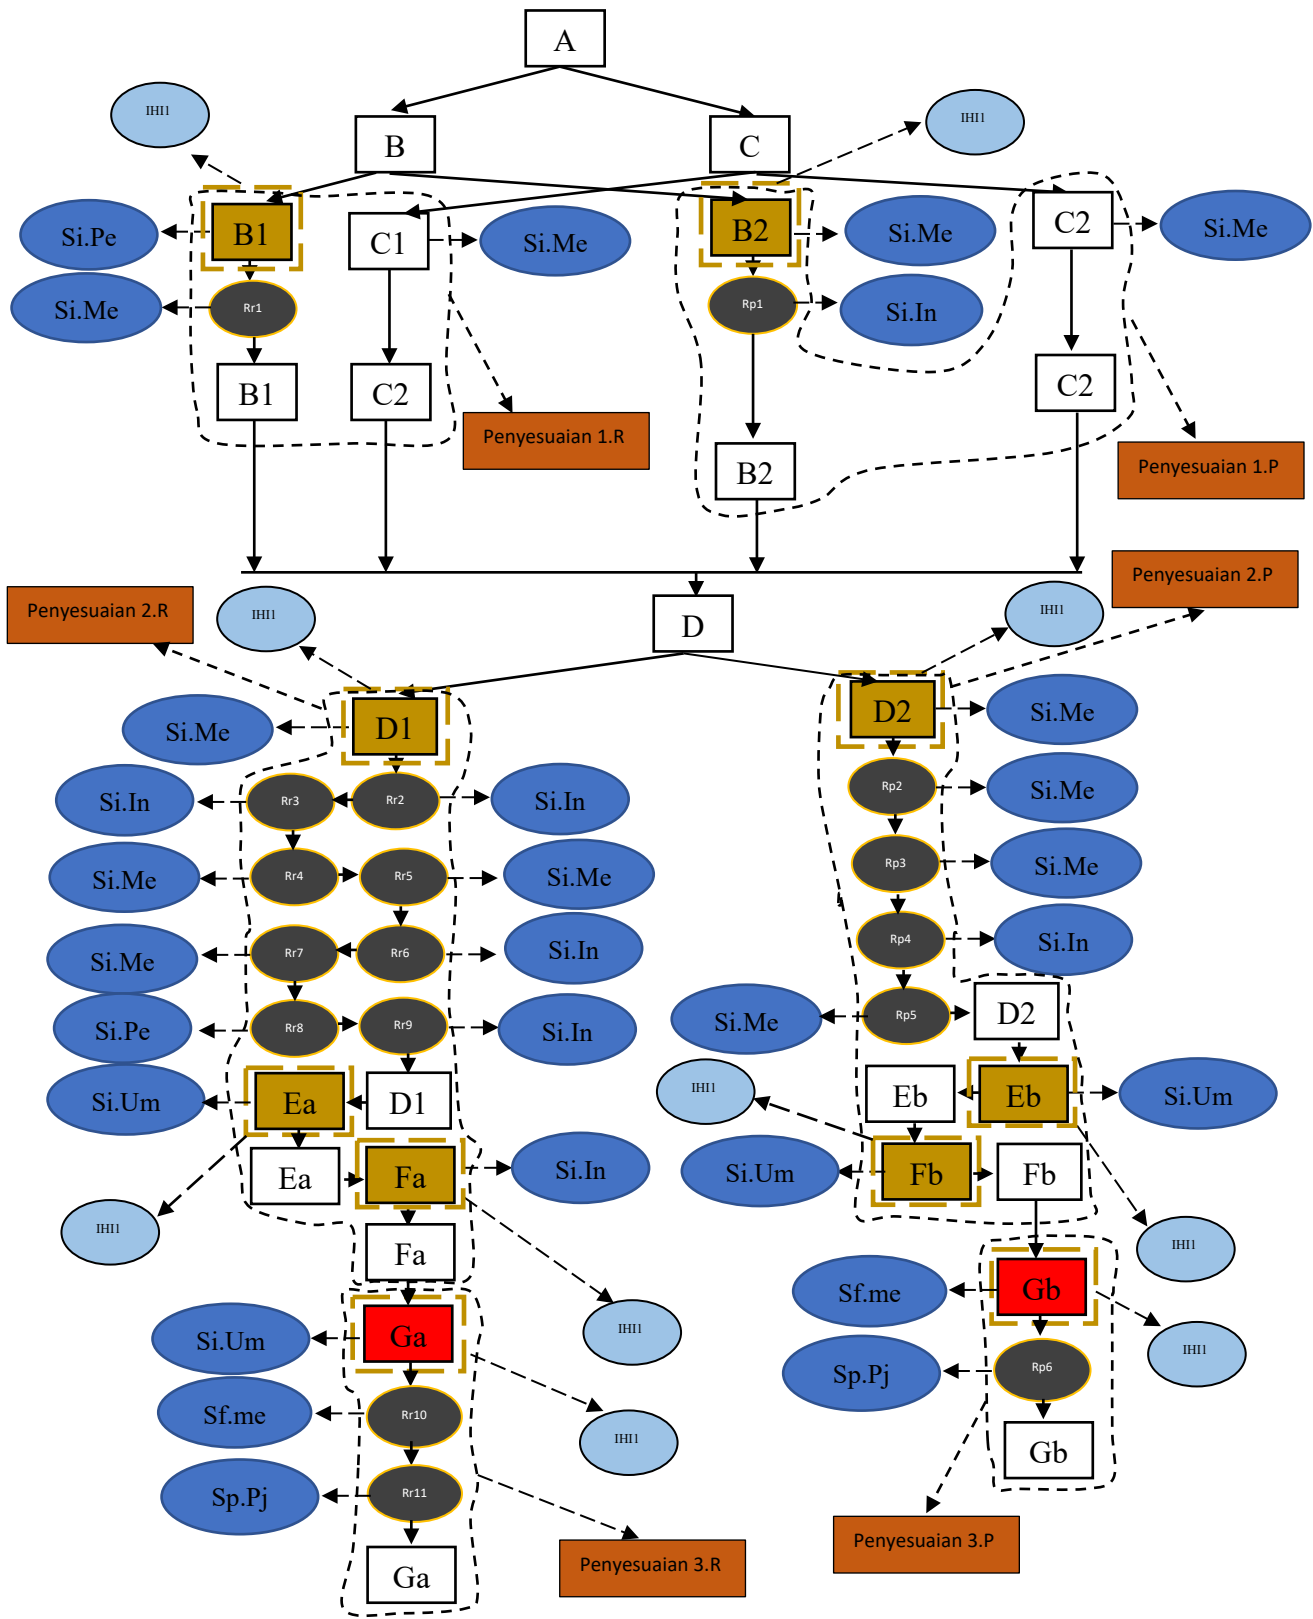 A
IHI1
IHI1
B
C
Si.Pe
B1
C1
Si.Me
B2
Si.Me
C2
Si.Me
Si.Me
Rr1
Rp1
Si.In
B1
C2
C2
Penyesuaian 1.R
B2
Penyesuaian 1.P
Penyesuaian 2.P
Penyesuaian 2.R
IHI1
D
IHI1
Si.Me
D1
D2
Si.Me
Si.In
Rr3
Rr2
Si.In
Rp2
Si.Me
Si.Me
Rr4
Rr5
Si.Me
Rp3
Si.Me
Si.Me
Rr7
Rr6
Si.In
Rp4
Si.In
Si.Pe
Rr8
Rr9
Si.In
Si.Me
Rp5
D2
Si.Um
Ea
D1
IHI1
Eb
Eb
Si.Um
Ea
Fa
Si.In
Si.Um
Fb
Fb
IHI1
Fa
IHI1
Ga
Si.Um
IHI1
Sf.me
Gb
IHI1
Sf.me
Rr10
IHI1
Sp.Pj
Rp6
Sp.Pj
Rr11
Gb
Ga
Penyesuaian 3.R
Penyesuaian 3.P